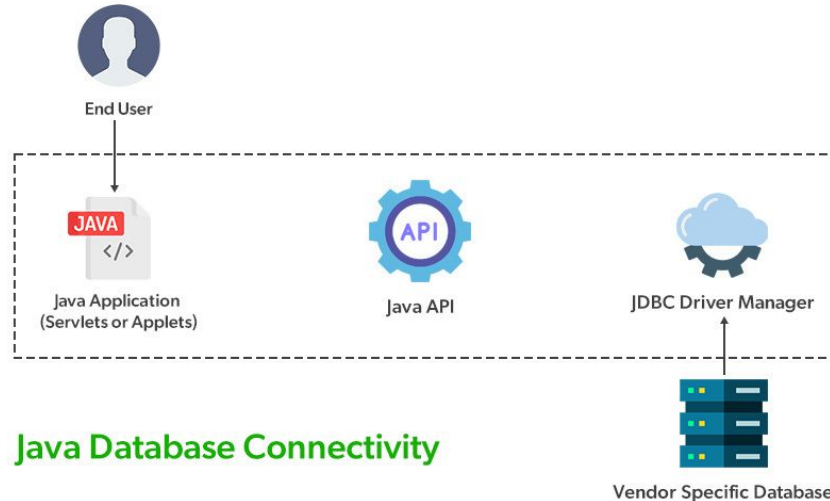 End User
JAVA
</>
Java Application
(Servlets or Applets)
API
Java API
JDBC Driver Manager
Java Database Connectivity
Vendor Specific Database